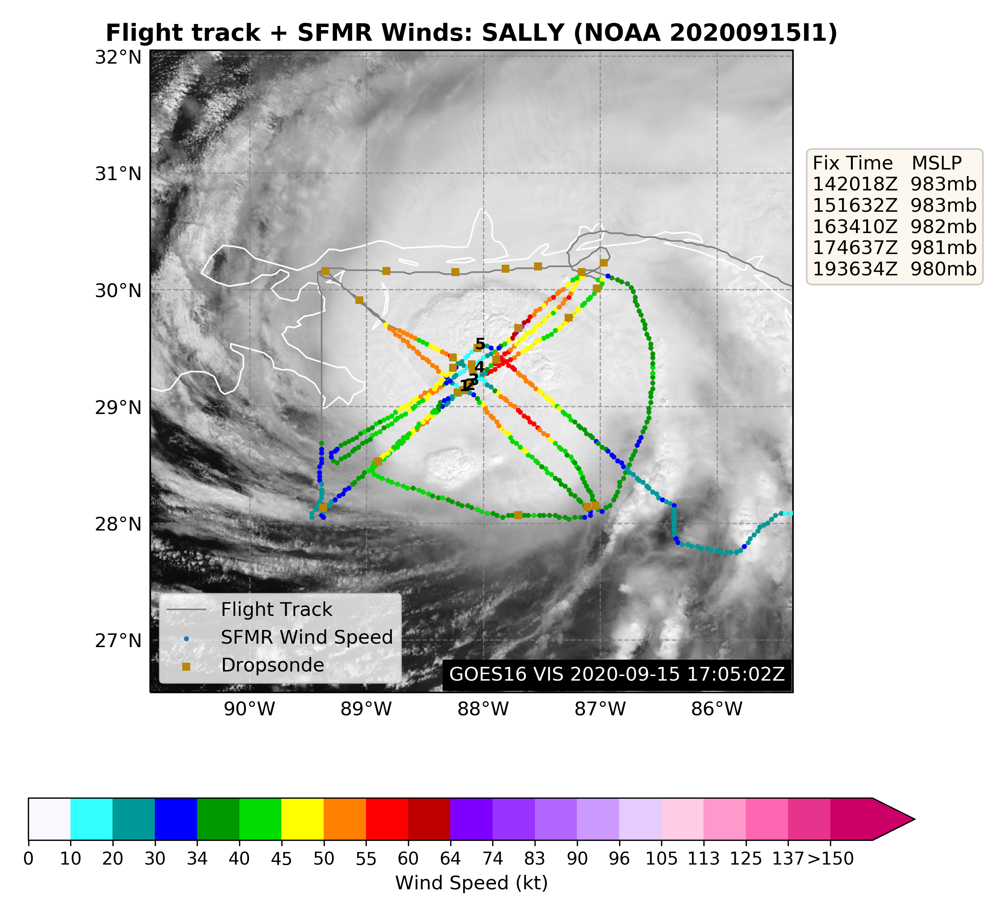 Flight track + SFMR Winds: SALLY (NOAA 20200915I1)
32°N
31°N
30°N
29°N
28°N
27°N
90°W 89°W 88°W 87°W 86°W
Fix Time MSLP
142018Z 983mb
151632Z 983mb
163410Z 982mb
174637Z 981mb
193634Z 980mb
5
4
3
2
1
Flight Track
SFMR Wind Speed
Dropsonde
GOES16 VIS 2020-09-15 17:05:02Z
0 10 20 30 34 40 45 50 55 60 64 74 83 90 96 105 113 125 137 >150
Wind Speed (kt)